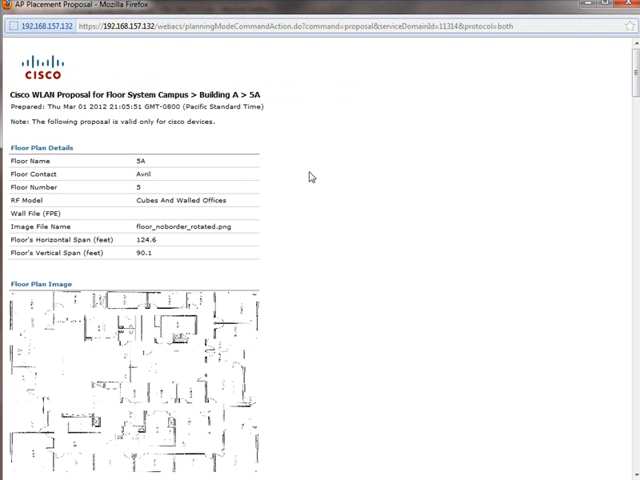 AP Placement Proposal - Mozilla Firefox
192.168.157.132 https://192.168.157.132/webacs/planningModeCommandAction.do?command=proposal&serviceDomainId=11314&protocol=both
CISCO
Cisco WLAN Proposal for Floor System Campus > Building A > 5A
Prepared: Thu Mar 01 2012 21:05:51 GMT-0800 (Pacific Standard Time)
Note: The following proposal is valid only for cisco devices.
Floor Plan Details
Floor Name 5A
Floor Contact Avril
Floor Number 5
RF Model Cubes And Walled Offices
Wall File (FPE)
Image File Name floor_noborder_rotated.png
Floor's Horizontal Span (feet) 124.6
Floor's Vertical Span (feet) 90.1
Floor Plan Image